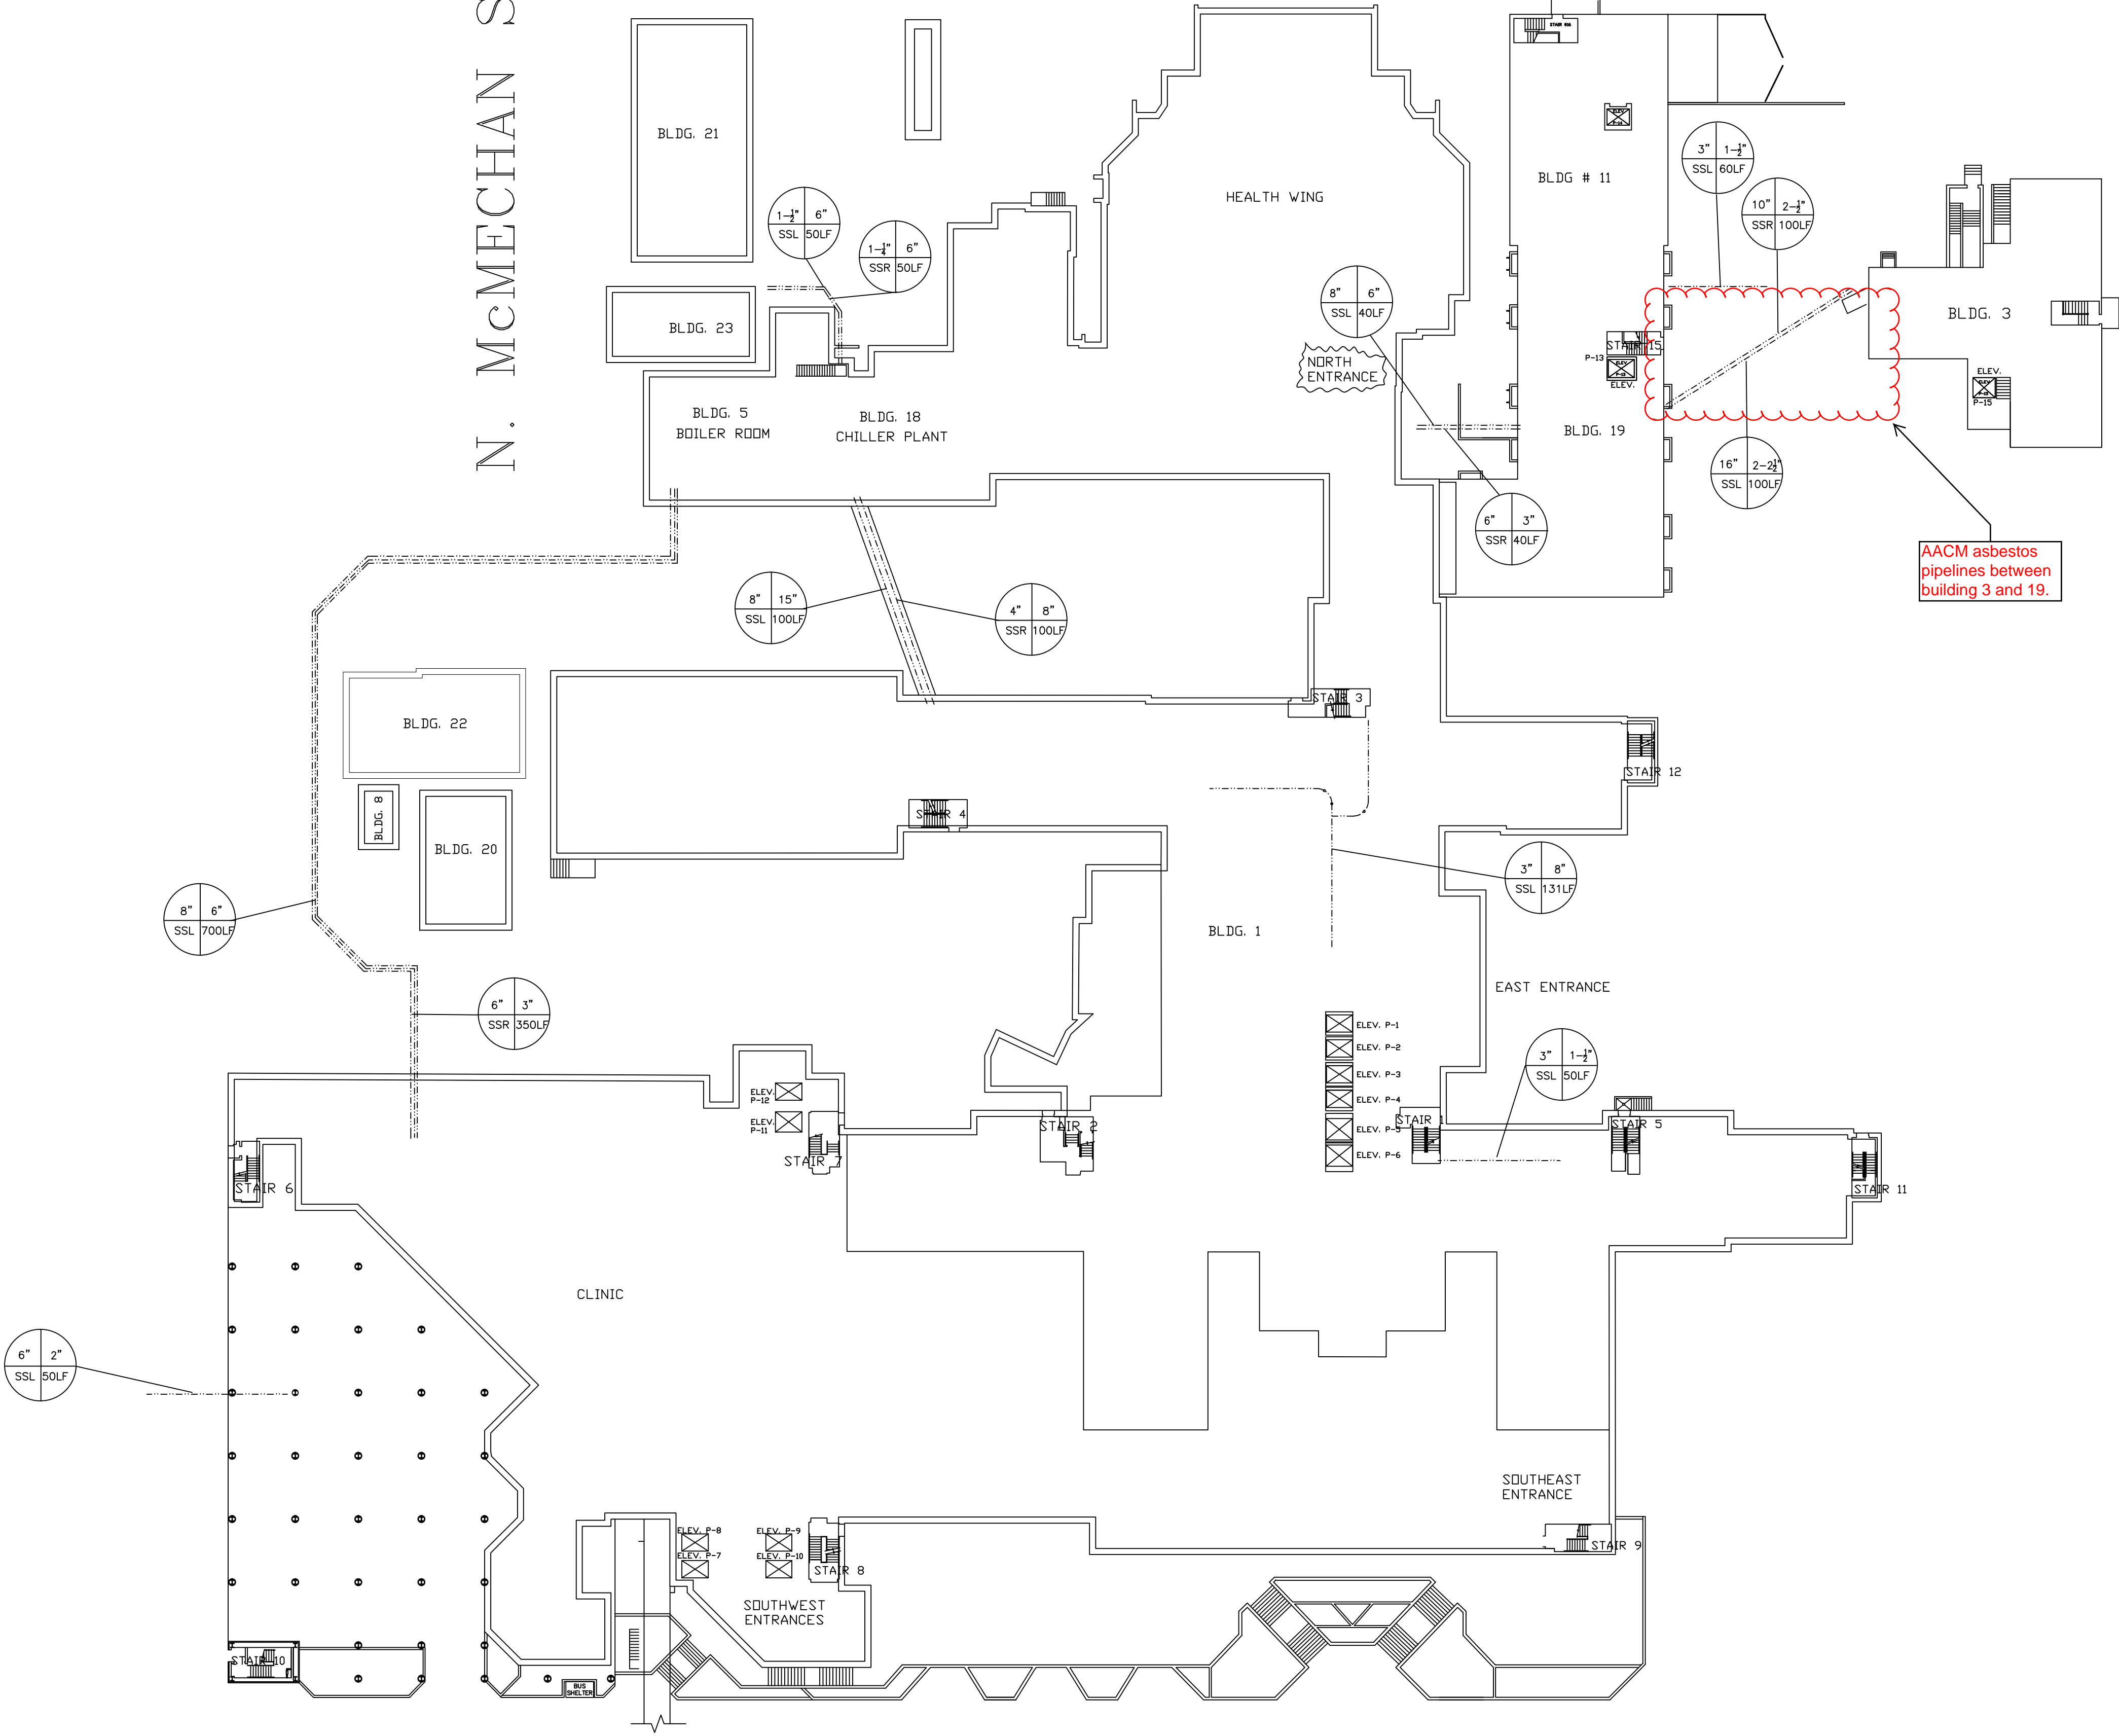 N. McMECHAN S
STAIR
BLDG. 21
HEALTH WING
BLDG # 11
ELEV.
3" 1-1/2"
SSL 60LF
10" 2-1/2"
SSR 100LF
1-1/2" 6"
SSL 50LF
1-1/4" 6"
SSR 50LF
8" 6"
SSL 40LF
BLDG. 23
BLDG. 3
NORTH
ENTRANCE
STAIR 15
P-13
ELEV.
ELEV.
ELEV.
P-15
BLDG. 5
BOILER ROOM
BLDG. 18
CHILLER PLANT
BLDG. 19
16" 2-2 1/2"
SSL 100LF
6" 3"
SSR 40LF
AACM asbestos
pipelines between
building 3 and 19.
8" 15"
SSL 100LF
4" 8"
SSR 100LF
STAIR 3
BLDG. 22
STAIR 12
BLDG. 8
STAIR 4
BLDG. 20
3" 8"
SSL 131LF
8" 6"
SSL 700LF
BLDG. 1
EAST ENTRANCE
6" 3"
SSR 350LF
ELEV. P-1
ELEV. P-2
ELEV. P-3
ELEV. P-4
ELEV. P-5
ELEV. P-6
3" 1-1/2"
SSL 50LF
ELEV.
P-12
ELEV.
P-11
STAIR 7
STAIR 2
STAIR 1
STAIR 5
STAIR 6
STAIR 11
CLINIC
6" 2"
SSL 50LF
SOUTHEAST
ENTRANCE
ELEV. P-8
ELEV. P-9
ELEV. P-7
ELEV. P-10
STAIR 8
STAIR 9
SOUTHWEST
ENTRANCES
STAIR 10
BUS
SHELTER